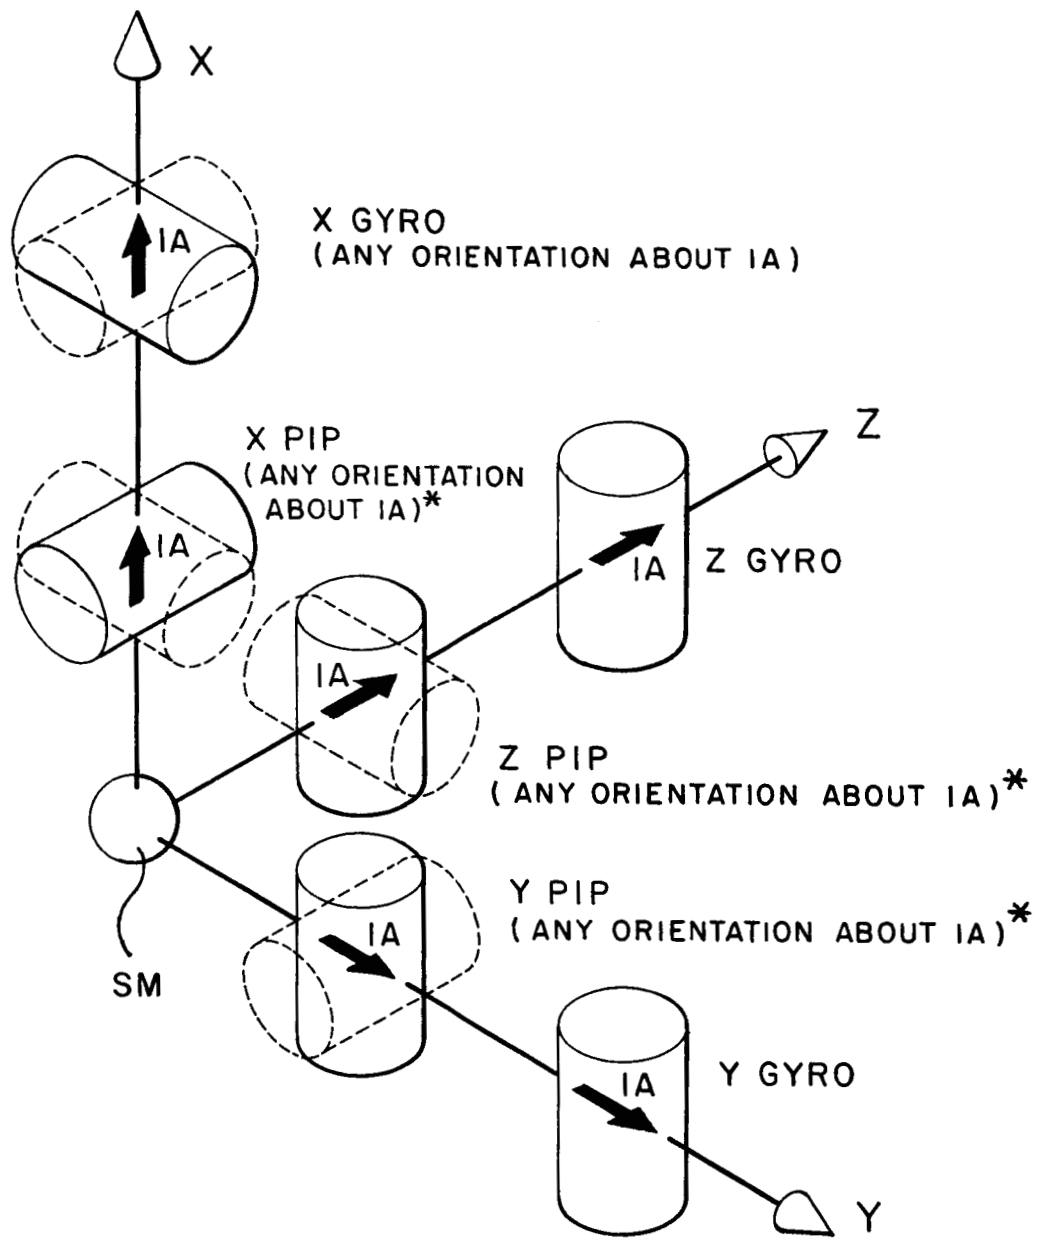 X
IA
X GYRO
(ANY ORIENTATION ABOUT IA)
X PIP
(ANY ORIENTATION
ABOUT IA)*
IA
Z
IA
Z GYRO
IA
Z PIP
(ANY ORIENTATION ABOUT IA)*
Y PIP
(ANY ORIENTATION ABOUT IA)*
IA
SM
Y GYRO
IA
Y